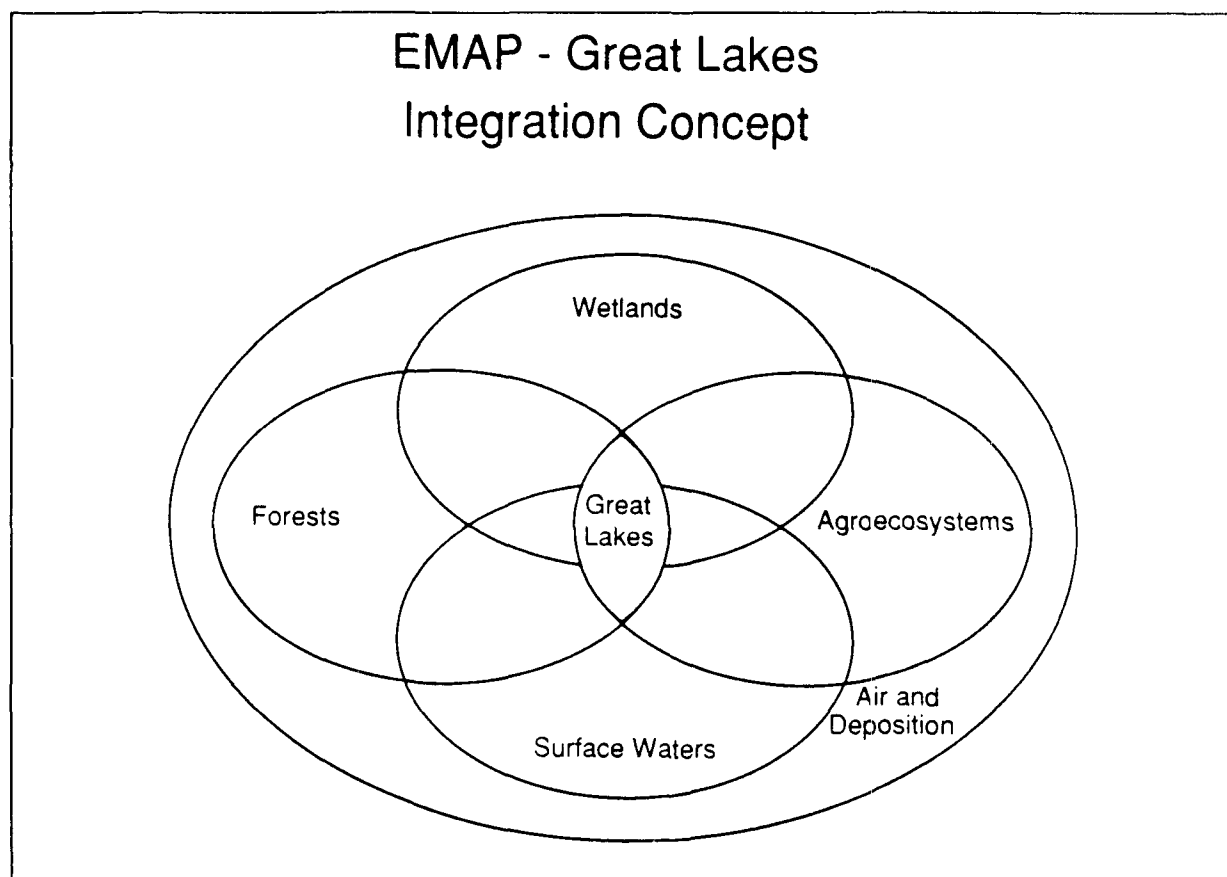 EMAP - Great Lakes
Integration Concept
Wetlands
Forests
Great
Lakes
Agroecosystems
Air and
Deposition
Surface Waters